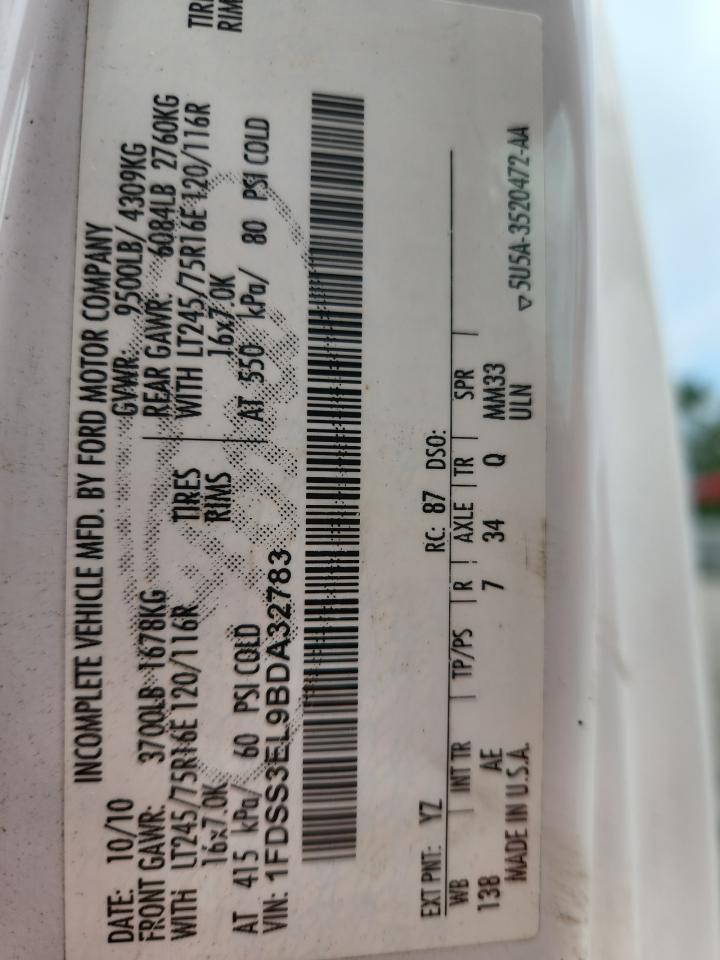 INCOMPLETE VEHICLE MFD. BY FORD MOTOR COMPANY
DATE: 10/10 GVWR: 9500LB/ 4309KG
FRONT GAWR: 3700LB 1678KG REAR GAWR: 6084LB 2760KG
WITH LT245/75R16E 120/116R TIRES WITH LT245/75R16E 120/116R TIR
16x7.0K RIMS 16x7.0K RIM
AT 415 kPa/ 60 PSI COLD AT 550 kPa/ 80 PSI COLD
VIN: 1FDSS3EL9BDA32783
EXT PNT: YZ RC: 87 DSO:
WB INT TR TP/PS R AXLE TR SPR
138 AE 7 34 Q MM33
MADE IN U.S.A. ULN
▽5U5A-3520472-AA